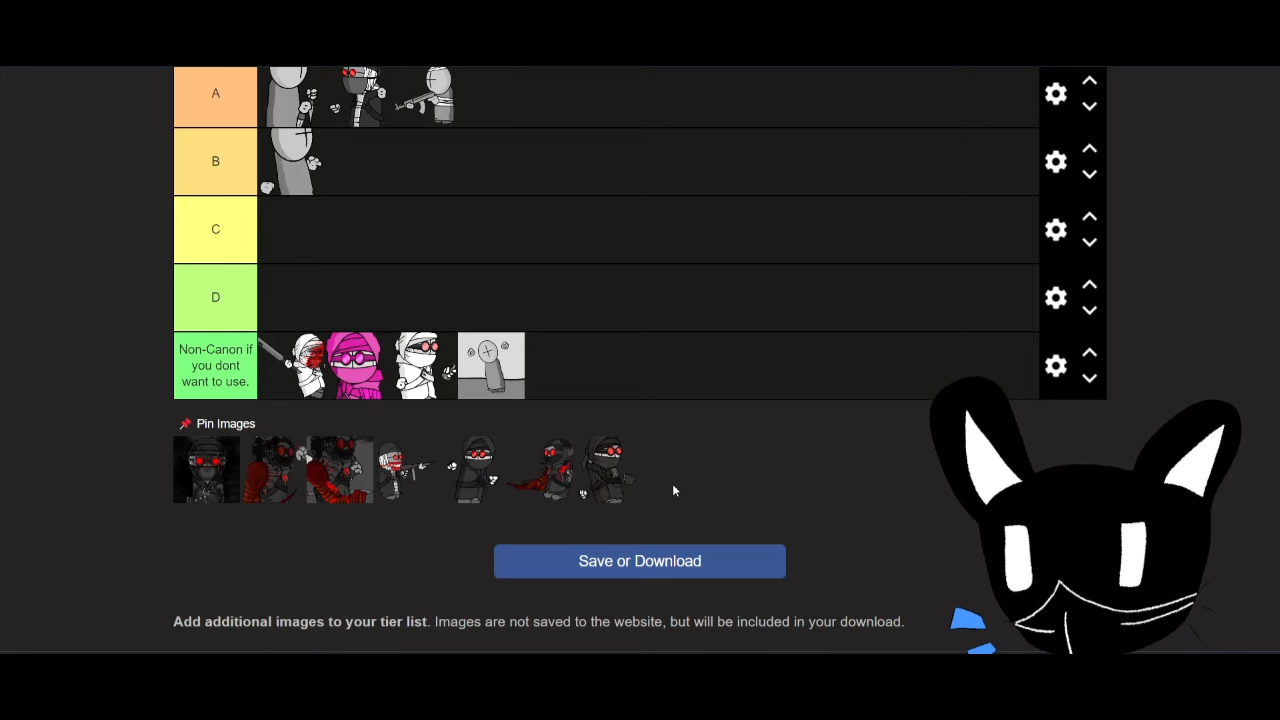 A
B
C
D
Non-Canon if
you dont
want to use.
Pin Images
Save or Download
Add additional images to your tier list. Images are not saved to the website, but will be included in your download.